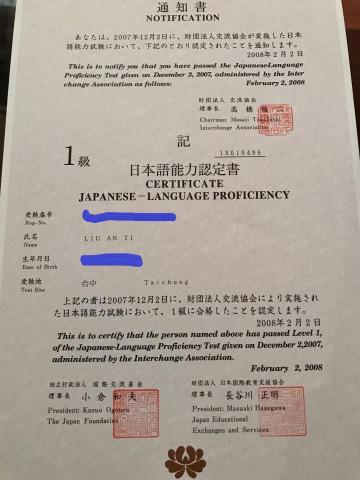 通知書
NOTIFICATION
あなたは、2007年12月2日に、財団法人交流協会が実施した日本
語能力試験において、下記のとおり認定されたことを通知します。
2008年2月2日
This is to notify you that you have passed the Japanese-Language
Proficiency Test given on December 2, 2007, administered by the Inter
change Association as follows:
February 2, 2008
財団法人 交流協会
理事長 高橋
Chairman: Masaji
Interchange Association
記
1X019496
1級
日本語能力認定書
CERTIFICATE
JAPANESE-LANGUAGE PROFICIENCY
受験番号
Reg-No.
氏名 LIU AN TI
Name
生年月日
Date of Birth
受験地 台中 Taichung
Test Site
上記の者は2007年12月2日に、財団法人交流協会により実施され
た日本語能力試験において、1級に合格したことを認定します。
2008年2月2日
This is to certify that the person named above has passed Level 1,
of the Japanese-Language Proficiency Test given on December 2,2007,
administered by the Interchange Association.
February 2, 2008
独立行政法人 国際交流基金
理事長 小倉 和夫
President: Kazuo Ogoura
The Japan Foundation
財団法人 日本国際教育支援協会
理事長 長谷川 正明
President: Masaaki Hasegawa
Japan Educational
Exchanges and Services